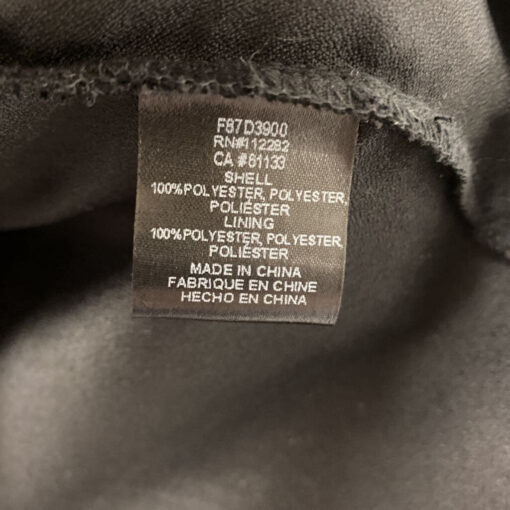 F87D3900
RN#112282
CA #61133
SHELL
100%POLYESTER, POLYESTER,
POLIÉSTER
LINING
100%POLYESTER, POLYESTER,
POLIÉSTER
MADE IN CHINA
FABRIQUE EN CHINE
HECHO EN CHINA